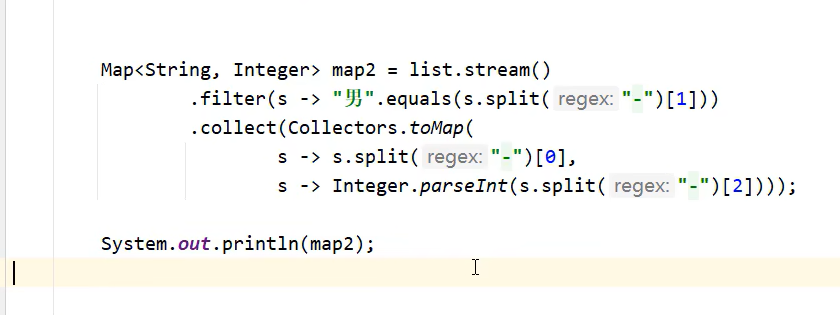 Map<String, Integer> map2 = list.stream()
.filter(s -> "男".equals(s.split( regex: "-")[1]))
.collect(Collectors.toMap(
s -> s.split( regex: "-")[0],
s -> Integer.parseInt(s.split( regex: "-")[2])));
System.out.println(map2);